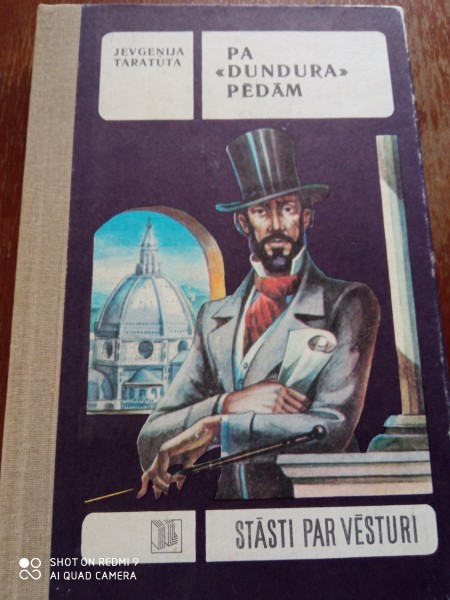 JEVGEŅIJA
TARATUTA
PA
«DUNDURA»
PĒDĀM
STĀSTI PAR VĒSTURI
SHOT ON REDMI 9
AI QUAD CAMERA